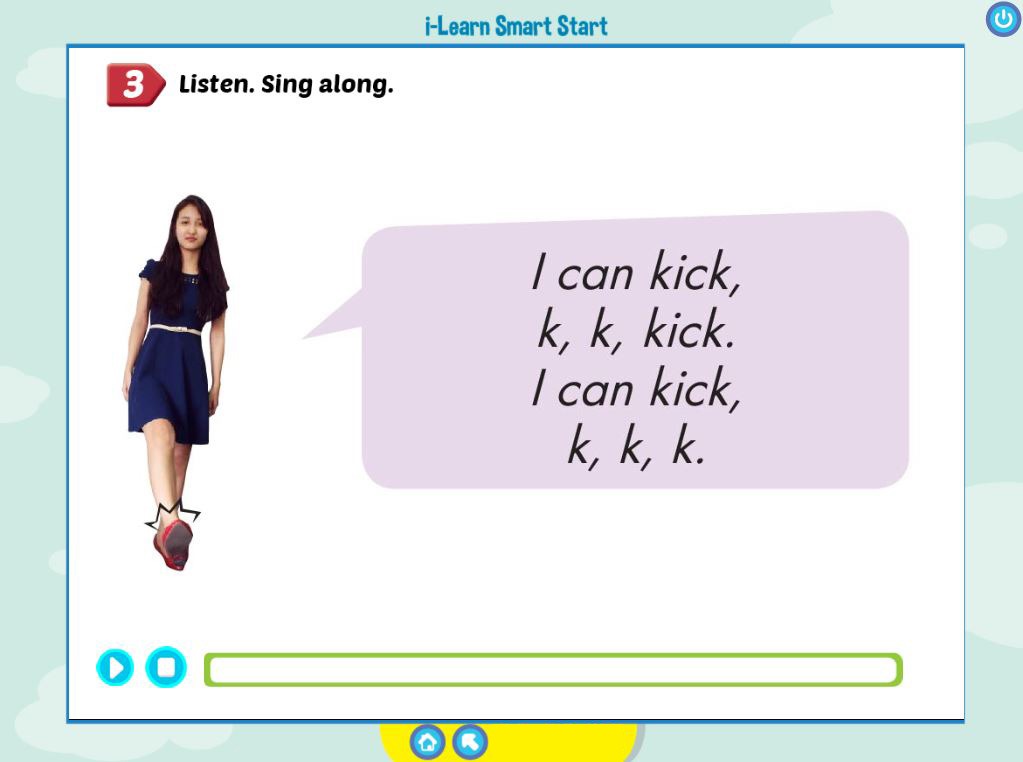 i-Learn Smart Start
3 Listen. Sing along.
I can kick,
k, k, kick.
I can kick,
k, k, k.